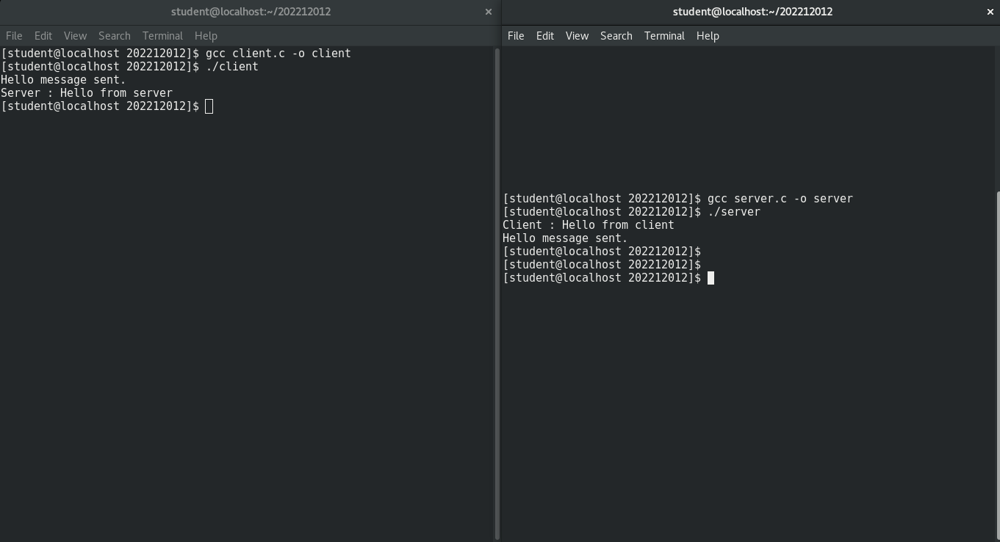 student@localhost:~/202212012 ×
File Edit View Search Terminal Help
[student@localhost 202212012]$ gcc client.c -o client
[student@localhost 202212012]$ ./client
Hello message sent.
Server : Hello from server
[student@localhost 202212012]$
student@localhost:~/202212012 ×
File Edit View Search Terminal Help
[student@localhost 202212012]$ gcc server.c -o server
[student@localhost 202212012]$ ./server
Client : Hello from client
Hello message sent.
[student@localhost 202212012]$
[student@localhost 202212012]$
[student@localhost 202212012]$